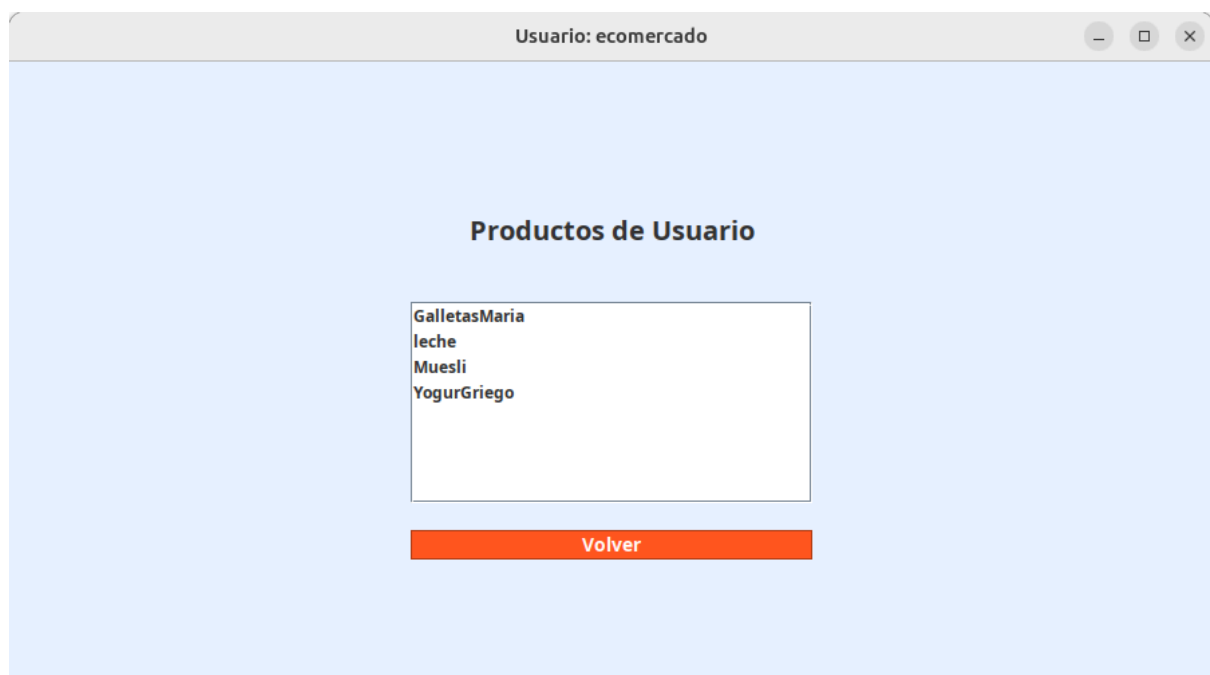 Usuario: ecomercado
Productos de Usuario
GalletasMaria
leche
Muesli
YogurGriego
Volver